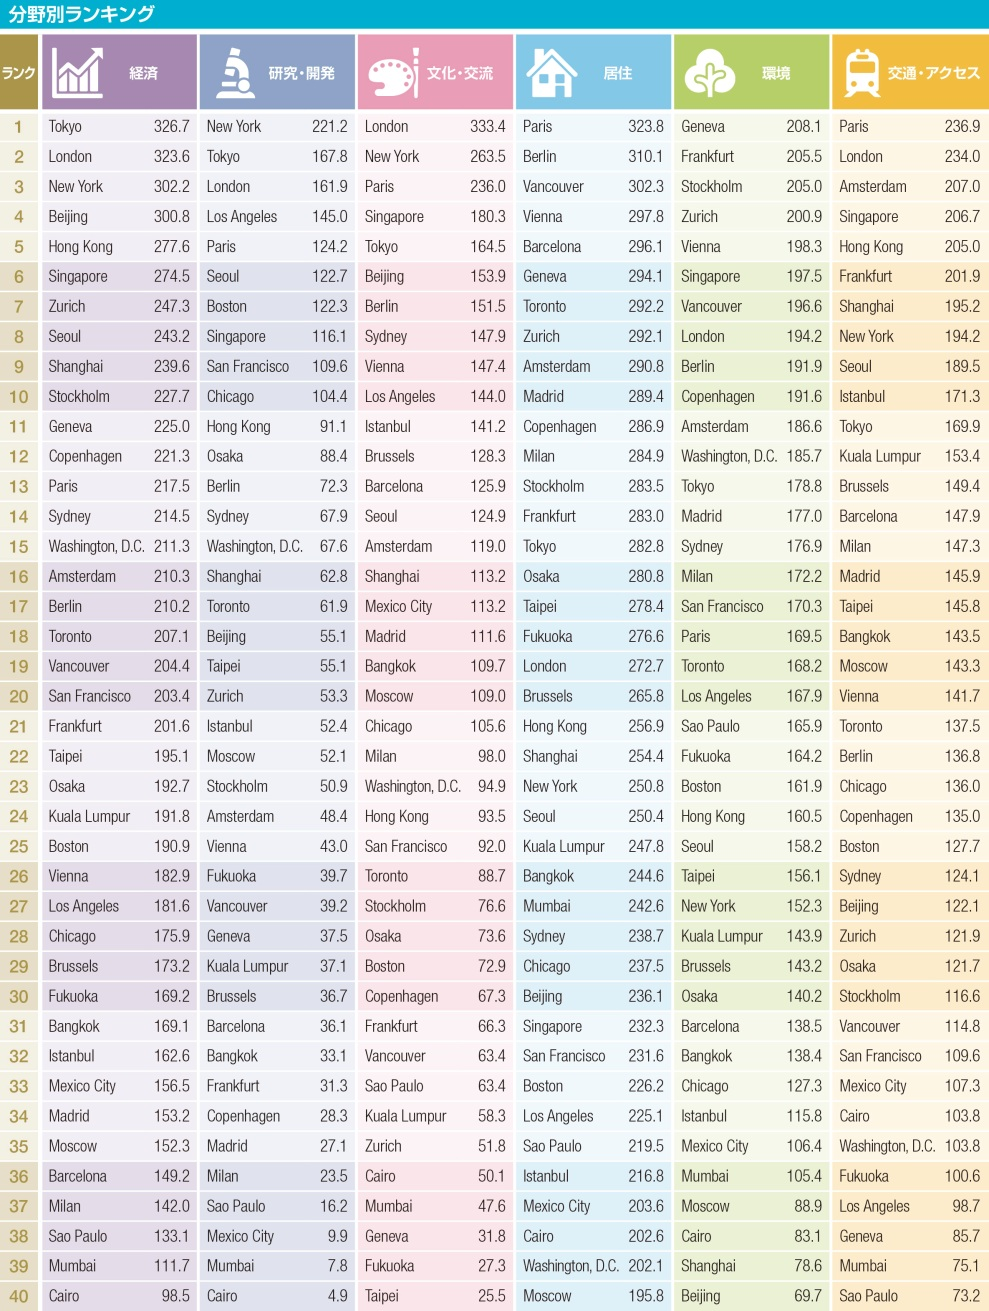 分野別ランキング
ランク 経済 研究・開発 文化・交流 居住 環境 交通・アクセス
1 Tokyo 326.7 New York 221.2 London 333.4 Paris 323.8 Geneva 208.1 Paris 236.9
2 London 323.6 Tokyo 167.8 New York 263.5 Berlin 310.1 Frankfurt 205.5 London 234.0
3 New York 302.2 London 161.9 Paris 236.0 Vancouver 302.3 Stockholm 205.0 Amsterdam 207.0
4 Beijing 300.8 Los Angeles 145.0 Singapore 180.3 Vienna 297.8 Zurich 200.9 Singapore 206.7
5 Hong Kong 277.6 Paris 124.2 Tokyo 164.5 Barcelona 296.1 Vienna 198.3 Hong Kong 205.0
6 Singapore 274.5 Seoul 122.7 Beijing 153.9 Geneva 294.1 Singapore 197.5 Frankfurt 201.9
7 Zurich 247.3 Boston 122.3 Berlin 151.5 Toronto 292.2 Vancouver 196.6 Shanghai 195.2
8 Seoul 243.2 Singapore 116.1 Sydney 147.9 Zurich 292.1 London 194.2 New York 194.2
9 Shanghai 239.6 San Francisco 109.6 Vienna 147.4 Amsterdam 290.8 Berlin 191.9 Seoul 189.5
10 Stockholm 227.7 Chicago 104.4 Los Angeles 144.0 Madrid 289.4 Copenhagen 191.6 Istanbul 171.3
11 Geneva 225.0 Hong Kong 91.1 Istanbul 141.2 Copenhagen 286.9 Amsterdam 186.6 Tokyo 169.9
12 Copenhagen 221.3 Osaka 88.4 Brussels 128.3 Milan 284.9 Washington, D.C. 185.7 Kuala Lumpur 153.4
13 Paris 217.5 Berlin 72.3 Barcelona 125.9 Stockholm 283.5 Tokyo 178.8 Brussels 149.4
14 Sydney 214.5 Sydney 67.9 Seoul 124.9 Frankfurt 283.0 Madrid 177.0 Barcelona 147.9
15 Washington, D.C. 211.3 Washington, D.C. 67.6 Amsterdam 119.0 Tokyo 282.8 Sydney 176.9 Milan 147.3
16 Amsterdam 210.3 Shanghai 62.8 Shanghai 113.2 Osaka 280.8 Milan 172.2 Madrid 145.9
17 Berlin 210.2 Toronto 61.9 Mexico City 113.2 Taipei 278.4 San Francisco 170.3 Taipei 145.8
18 Toronto 207.1 Beijing 55.1 Madrid 111.6 Fukuoka 276.6 Paris 169.5 Bangkok 143.5
19 Vancouver 204.4 Taipei 55.1 Bangkok 109.7 London 272.7 Toronto 168.2 Moscow 143.3
20 San Francisco 203.4 Zurich 53.3 Moscow 109.0 Brussels 265.8 Los Angeles 167.9 Vienna 141.7
21 Frankfurt 201.6 Istanbul 52.4 Chicago 105.6 Hong Kong 256.9 Sao Paulo 165.9 Toronto 137.5
22 Taipei 195.1 Moscow 52.1 Milan 98.0 Shanghai 254.4 Fukuoka 164.2 Berlin 136.8
23 Osaka 192.7 Stockholm 50.9 Washington, D.C. 94.9 New York 250.8 Boston 161.9 Chicago 136.0
24 Kuala Lumpur 191.8 Amsterdam 48.4 Hong Kong 93.5 Seoul 250.4 Hong Kong 160.5 Copenhagen 135.0
25 Boston 190.9 Vienna 43.0 San Francisco 92.0 Kuala Lumpur 247.8 Seoul 158.2 Boston 127.7
26 Vienna 182.9 Fukuoka 39.7 Toronto 88.7 Bangkok 244.6 Taipei 156.1 Sydney 124.1
27 Los Angeles 181.6 Vancouver 39.2 Stockholm 76.6 Mumbai 242.6 New York 152.3 Beijing 122.1
28 Chicago 175.9 Geneva 37.5 Osaka 73.6 Sydney 238.7 Kuala Lumpur 143.9 Zurich 121.9
29 Brussels 173.2 Kuala Lumpur 37.1 Boston 72.9 Chicago 237.5 Brussels 143.2 Osaka 121.7
30 Fukuoka 169.2 Brussels 36.7 Copenhagen 67.3 Beijing 236.1 Osaka 140.2 Stockholm 116.6
31 Bangkok 169.1 Barcelona 36.1 Frankfurt 66.3 Singapore 232.3 Barcelona 138.5 Vancouver 114.8
32 Istanbul 162.6 Bangkok 33.1 Vancouver 63.4 San Francisco 231.6 Bangkok 138.4 San Francisco 109.6
33 Mexico City 156.5 Frankfurt 31.3 Sao Paulo 63.4 Boston 226.2 Chicago 127.3 Mexico City 107.3
34 Madrid 153.2 Copenhagen 28.3 Kuala Lumpur 58.3 Los Angeles 225.1 Istanbul 115.8 Cairo 103.8
35 Moscow 152.3 Madrid 27.1 Zurich 51.8 Sao Paulo 219.5 Mexico City 106.4 Washington, D.C. 103.8
36 Barcelona 149.2 Milan 23.5 Cairo 50.1 Istanbul 216.8 Mumbai 105.4 Fukuoka 100.6
37 Milan 142.0 Sao Paulo 16.2 Mumbai 47.6 Mexico City 203.6 Moscow 88.9 Los Angeles 98.7
38 Sao Paulo 133.1 Mexico City 9.9 Geneva 31.8 Cairo 202.6 Cairo 83.1 Geneva 85.7
39 Mumbai 111.7 Mumbai 7.8 Fukuoka 27.3 Washington, D.C. 202.1 Shanghai 78.6 Mumbai 75.1
40 Cairo 98.5 Cairo 4.9 Taipei 25.5 Moscow 195.8 Beijing 69.7 Sao Paulo 73.2